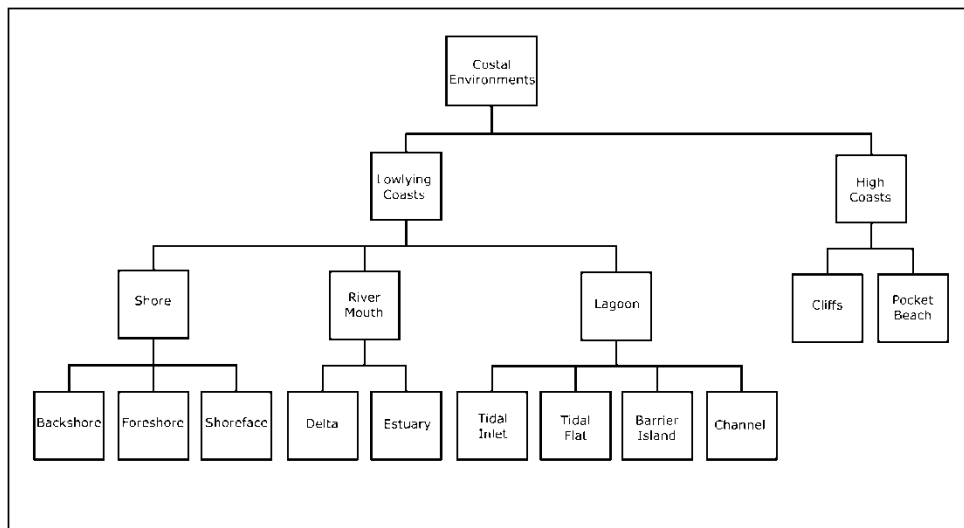 Costal
Environments
Lowlying
Coasts
High
Coasts
Shore
River
Mouth
Lagoon
Cliffs
Pocket
Beach
Backshore
Foreshore
Shoreface
Delta
Estuary
Tidal
Inlet
Tidal
Flat
Barrier
Island
Channel